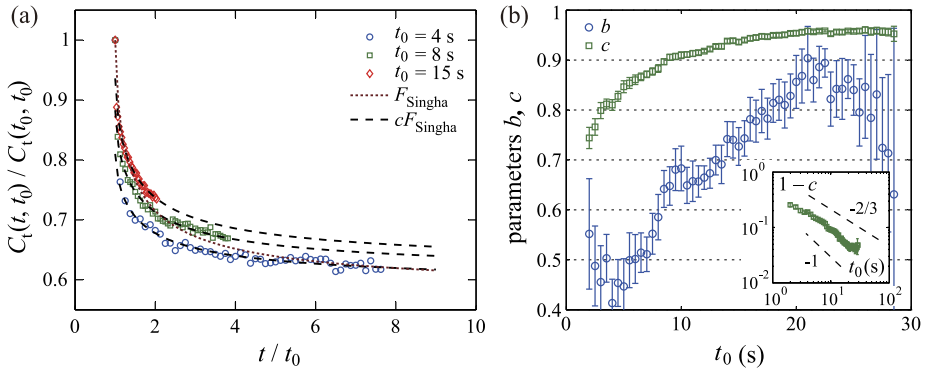 (a)
1
0.9
0.8
0.7
0.6
0
2
4
6
8
10
C_t(t, t_0) / C_t(t_0, t_0)
t / t_0
t_0 = 4 s
t_0 = 8 s
t_0 = 15 s
F_Singha
cF_Singha
(b)
1
0.9
0.8
0.7
0.6
0.5
0.4
0
10
20
30
parameters b, c
t_0 (s)
b
c
10^0
10^-1
10^-2
10^0
10^1
10^2
1 − c
-2/3
-1
t_0(s)